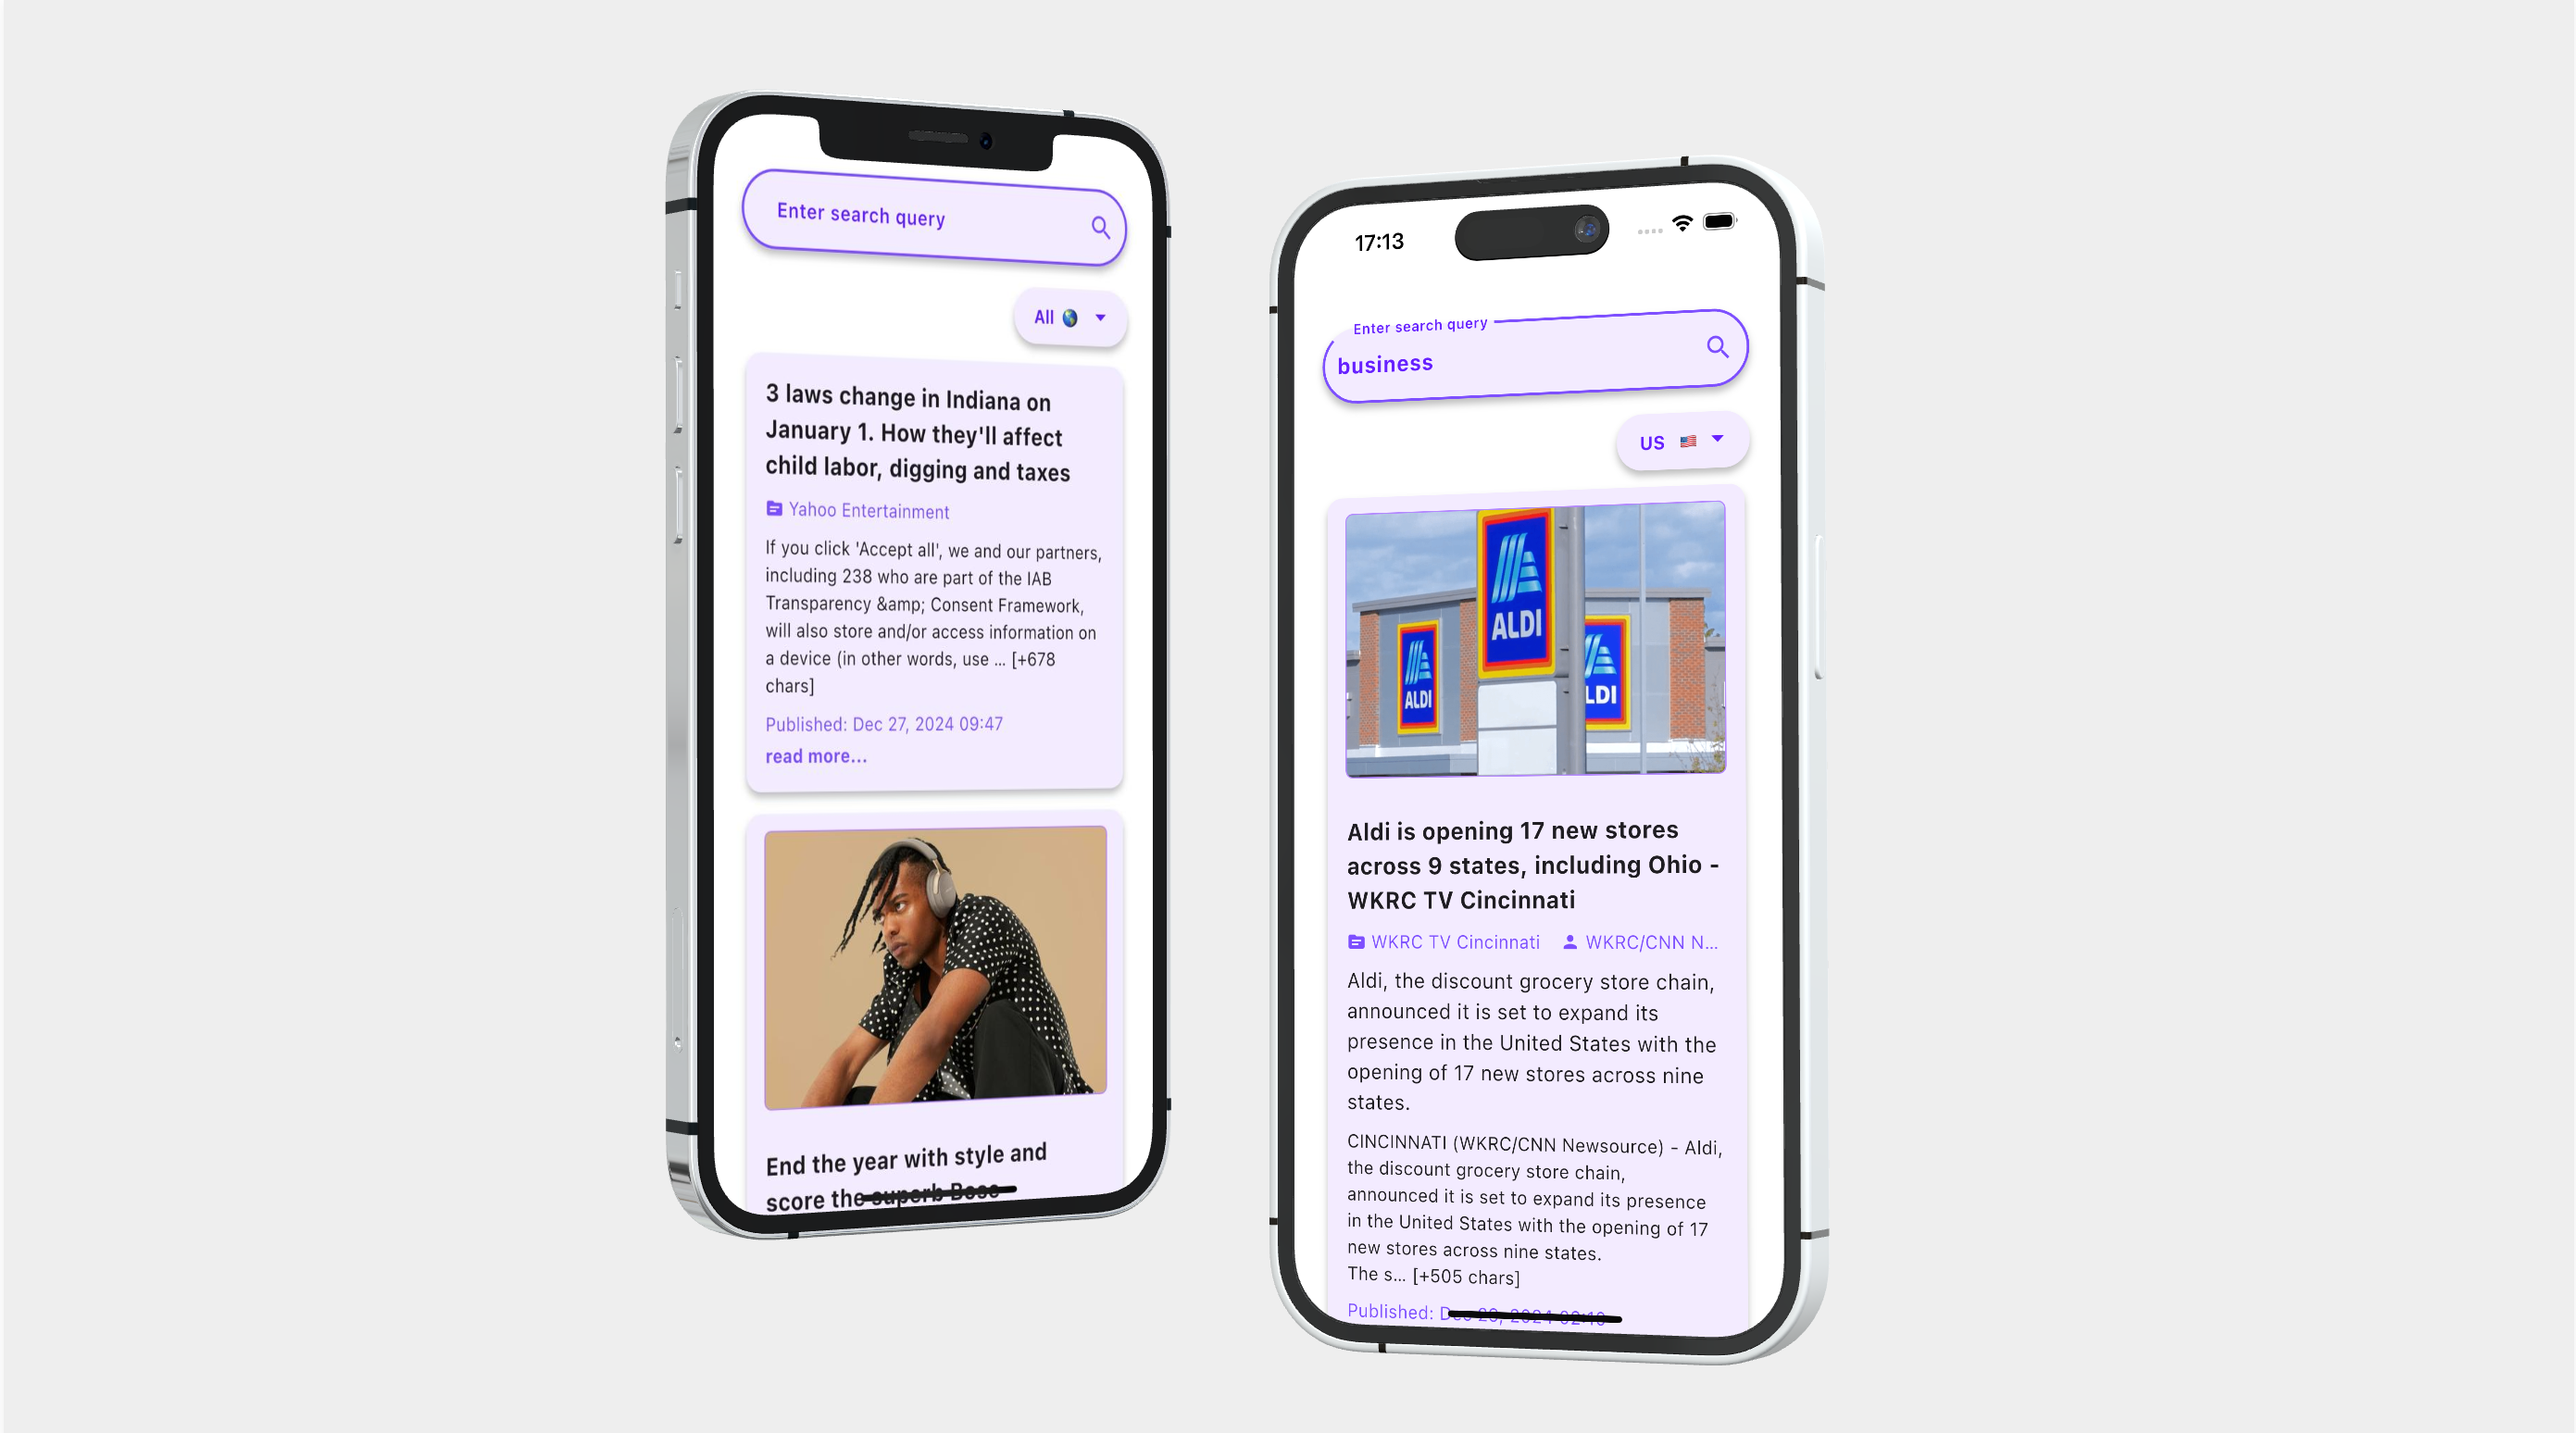 Enter search query
All
3 laws change in Indiana on
January 1. How they'll affect
child labor, digging and taxes
Yahoo Entertainment
If you click 'Accept all', we and our partners,
including 238 who are part of the IAB
Transparency &amp; Consent Framework,
will also store and/or access information on
a device (in other words, use ... [+678
chars]
Published: Dec 27, 2024 09:47
read more...
End the year with style and
score the superb Bose
17:13
Enter search query
business
US
ALDI
ALDI
LDI
Aldi is opening 17 new stores
across 9 states, including Ohio -
WKRC TV Cincinnati
WKRC TV Cincinnati WKRC/CNN N...
Aldi, the discount grocery store chain,
announced it is set to expand its
presence in the United States with the
opening of 17 new stores across nine
states.
CINCINNATI (WKRC/CNN Newsource) - Aldi,
the discount grocery store chain,
announced it is set to expand its presence
in the United States with the opening of 17
new stores across nine states.
The s... [+505 chars]
Published: